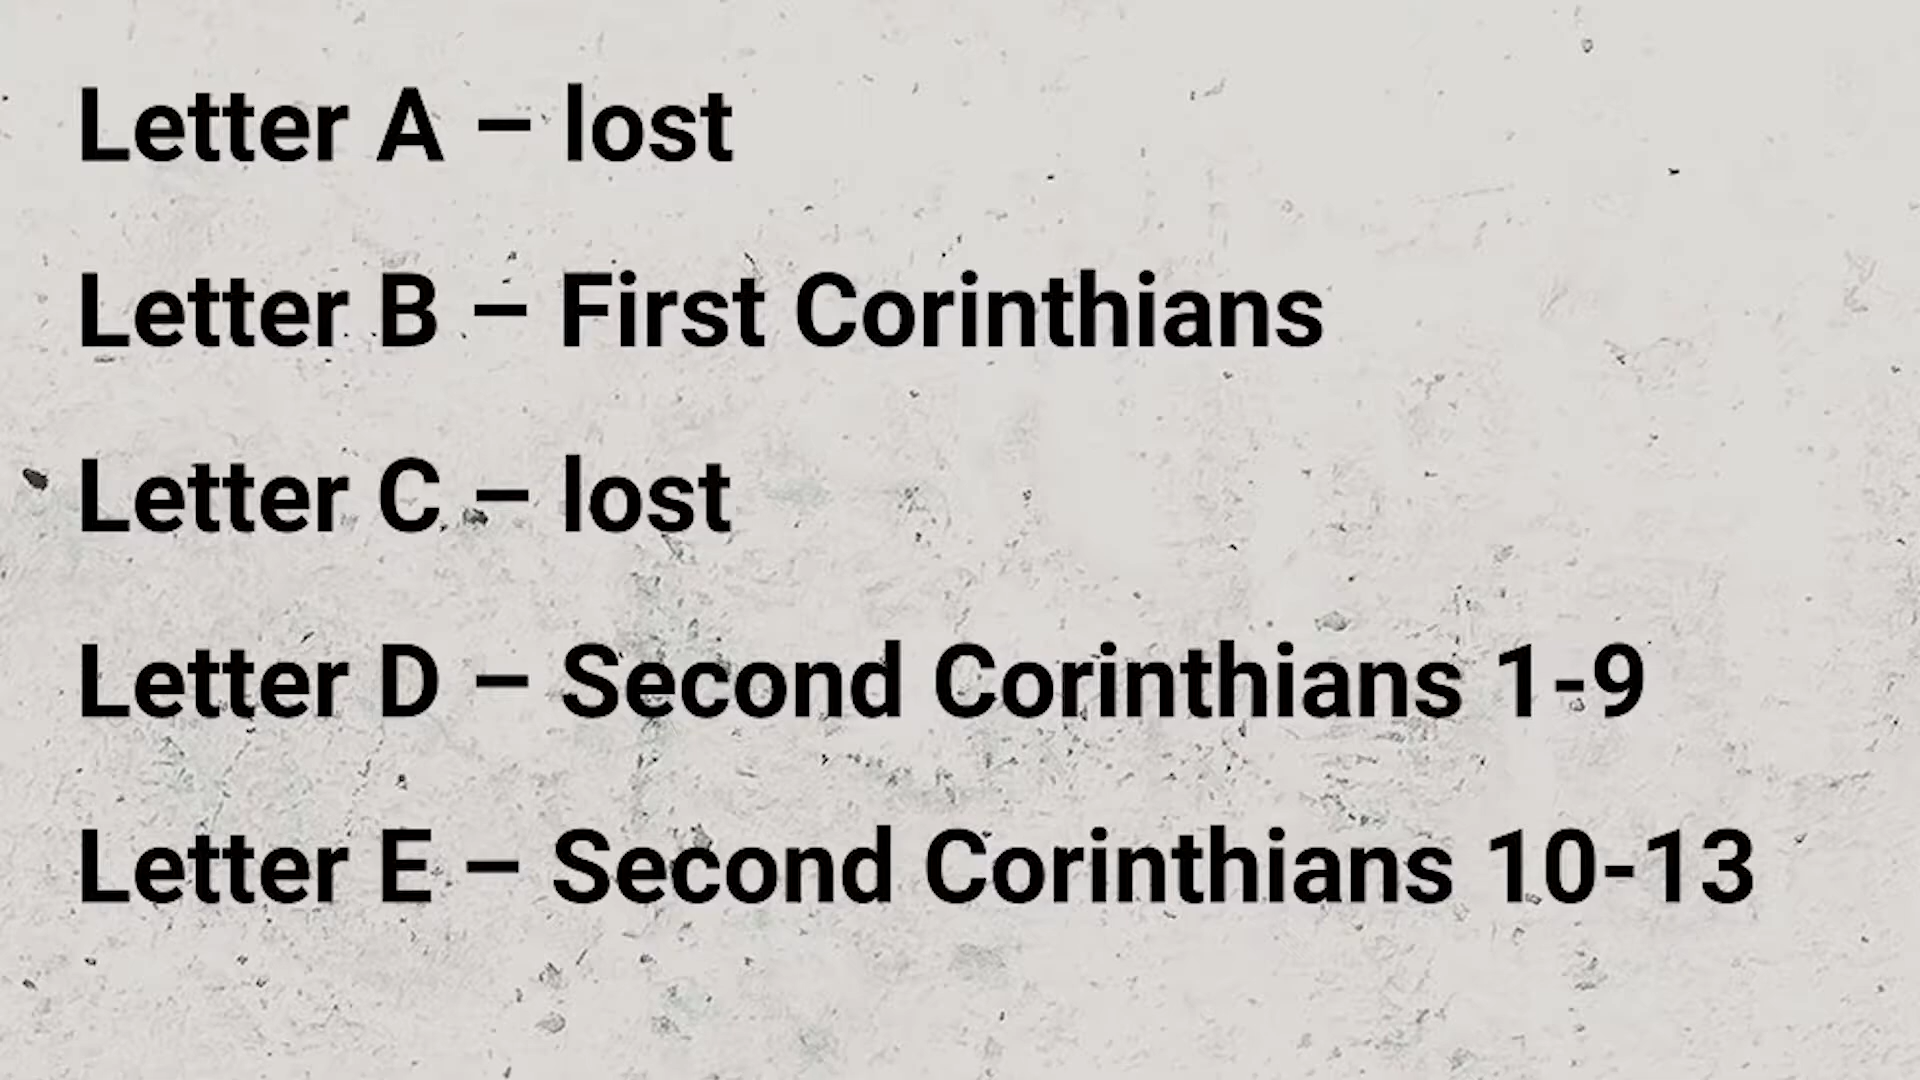 Letter A – lost
Letter B – First Corinthians
Letter C – lost
Letter D – Second Corinthians 1-9
Letter E – Second Corinthians 10-13